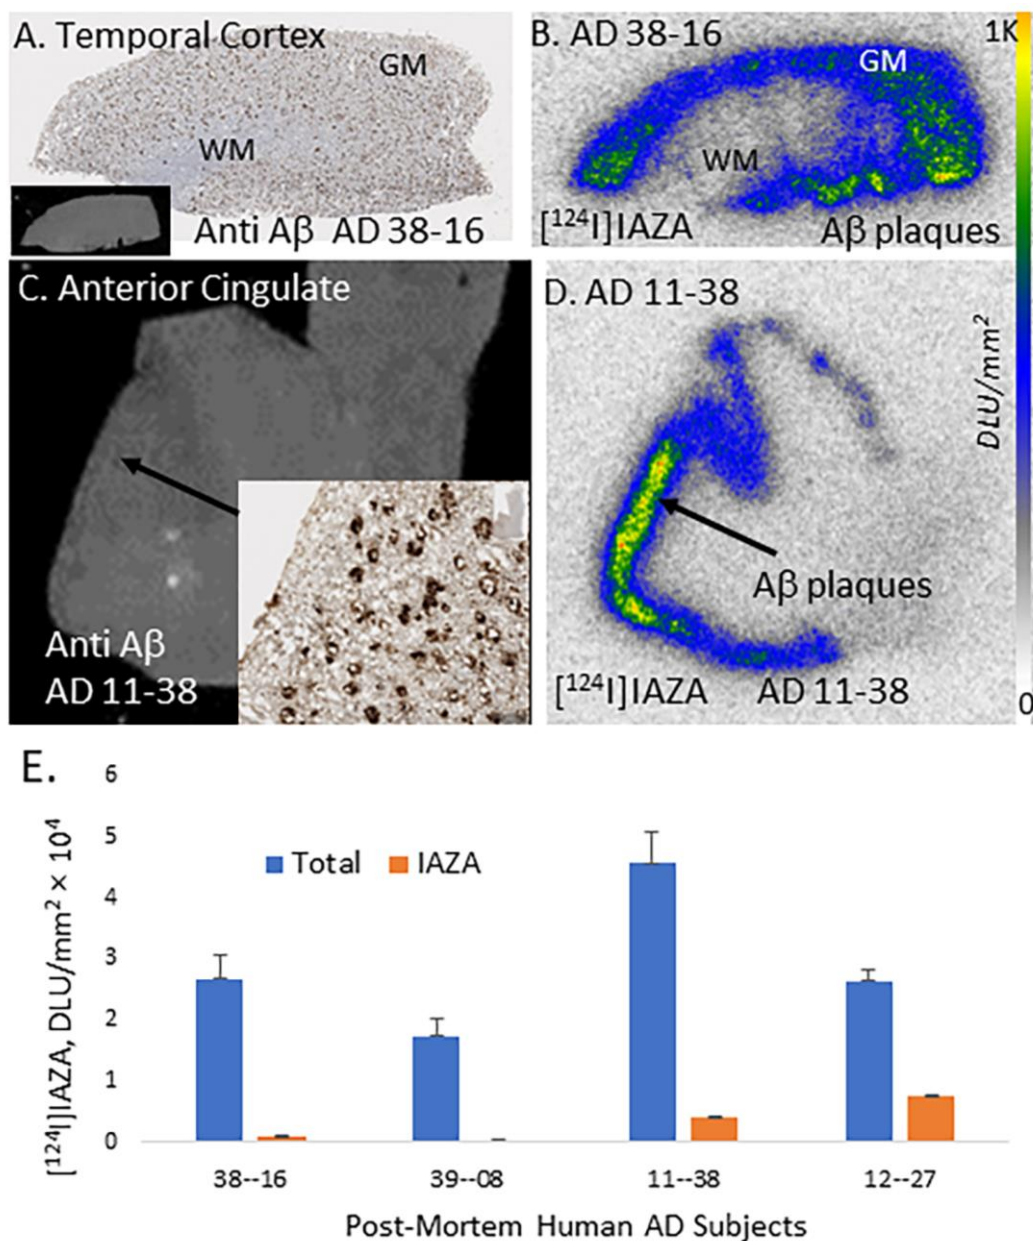 A. Temporal Cortex
GM
WM
Anti Aβ AD 38-16
B. AD 38-16
1K
GM
WM
[¹²⁴I]IAZA
Aβ plaques
C. Anterior Cingulate
Anti Aβ
AD 11-38
D. AD 11-38
DLU/mm²
Aβ plaques
[¹²⁴I]IAZA AD 11-38
0
E.
[¹²⁴I]IAZA, DLU/mm² × 10⁴
6
5
4
3
2
1
0
Total IAZA
38--16 39--08 11--38 12--27
Post-Mortem Human AD Subjects